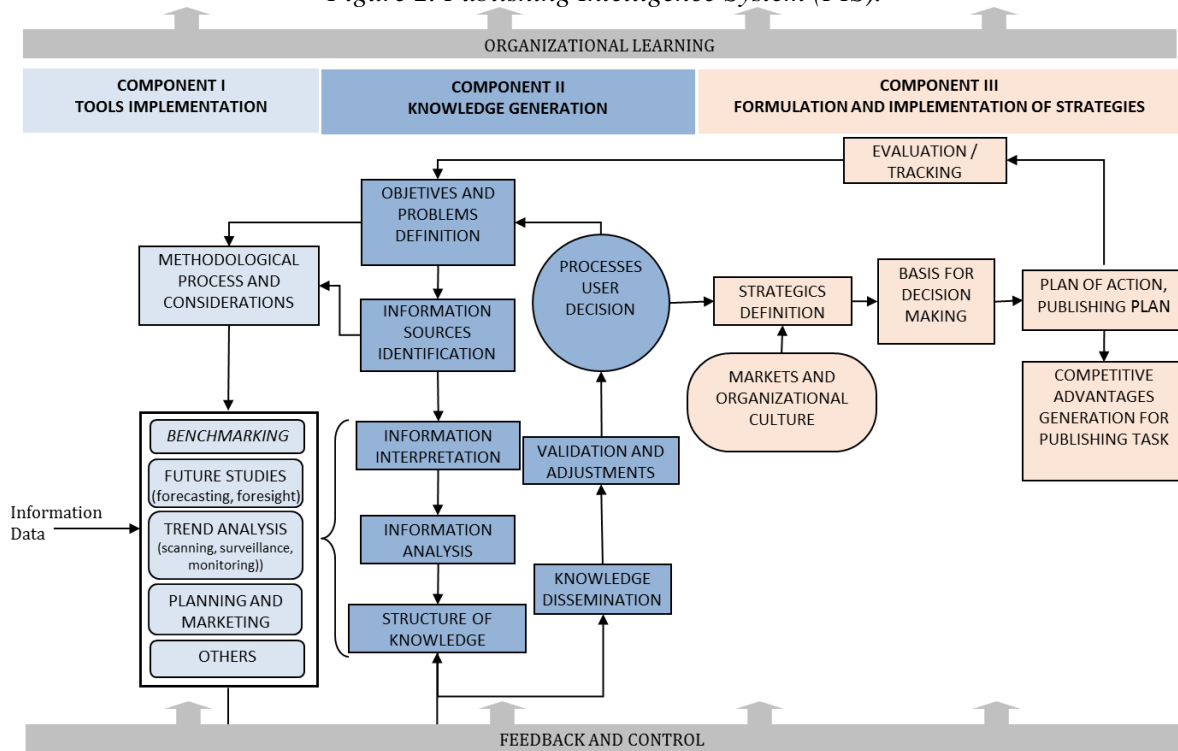 Figure 2. Publishing Intelligence System (PIS).
ORGANIZATIONAL LEARNING
COMPONENT I
TOOLS IMPLEMENTATION
COMPONENT II
KNOWLEDGE GENERATION
COMPONENT III
FORMULATION AND IMPLEMENTATION OF STRATEGIES
EVALUATION /
TRACKING
OBJETIVES AND
PROBLEMS
DEFINITION
METHODOLOGICAL
PROCESS AND
CONSIDERATIONS
INFORMATION
SOURCES
IDENTIFICATION
PROCESSES
USER
DECISION
STRATEGICS
DEFINITION
BASIS FOR
DECISION
MAKING
PLAN OF ACTION,
PUBLISHING PLAN
MARKETS AND
ORGANIZATIONAL
CULTURE
COMPETITIVE
ADVANTAGES
GENERATION FOR
PUBLISHING TASK
Information
Data
BENCHMARKING
FUTURE STUDIES
(forecasting, foresight)
TREND ANALYSIS
(scanning, surveillance,
monitoring))
PLANNING AND
MARKETING
OTHERS
INFORMATION
INTERPRETATION
INFORMATION
ANALYSIS
STRUCTURE OF
KNOWLEDGE
VALIDATION AND
ADJUSTMENTS
KNOWLEDGE
DISSEMINATION
FEEDBACK AND CONTROL